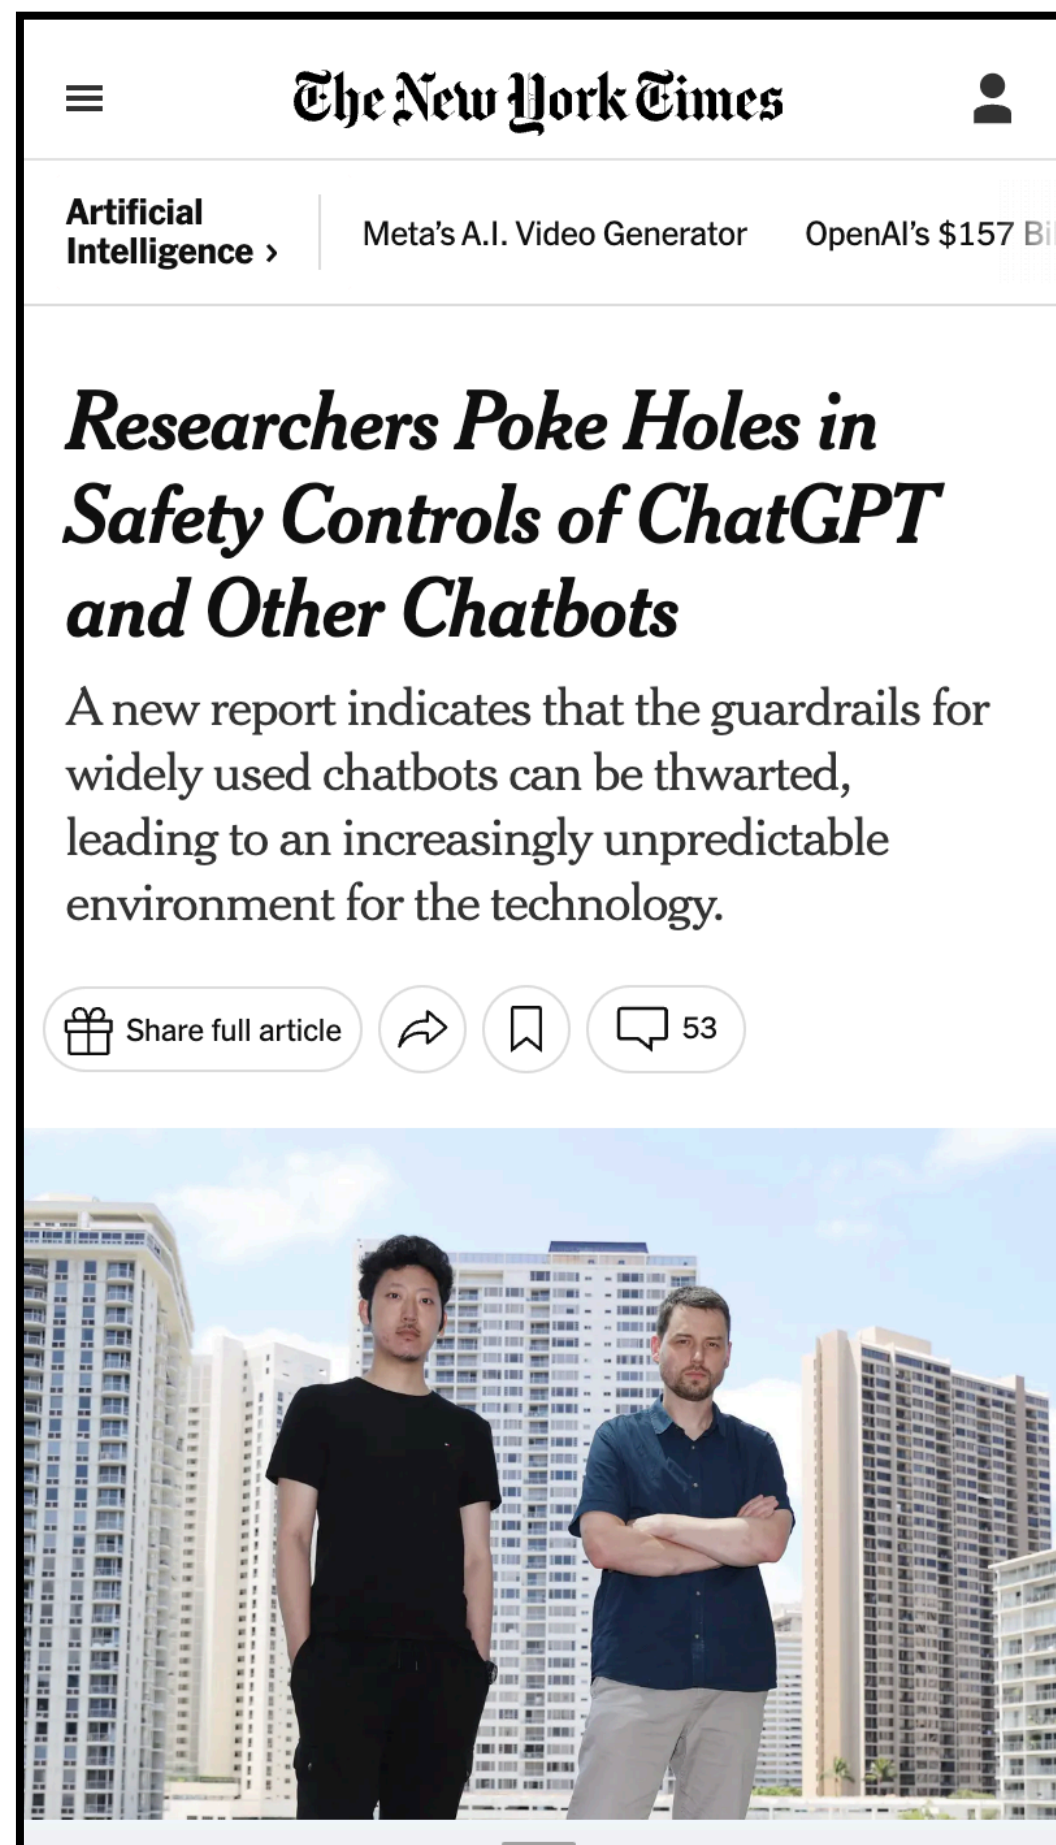 The New York Times
Artificial
Intelligence ›
Meta’s A.I. Video Generator
OpenAI’s $157
Researchers Poke Holes in
Safety Controls of ChatGPT
and Other Chatbots
A new report indicates that the guardrails for
widely used chatbots can be thwarted,
leading to an increasingly unpredictable
environment for the technology.
Share full article
53